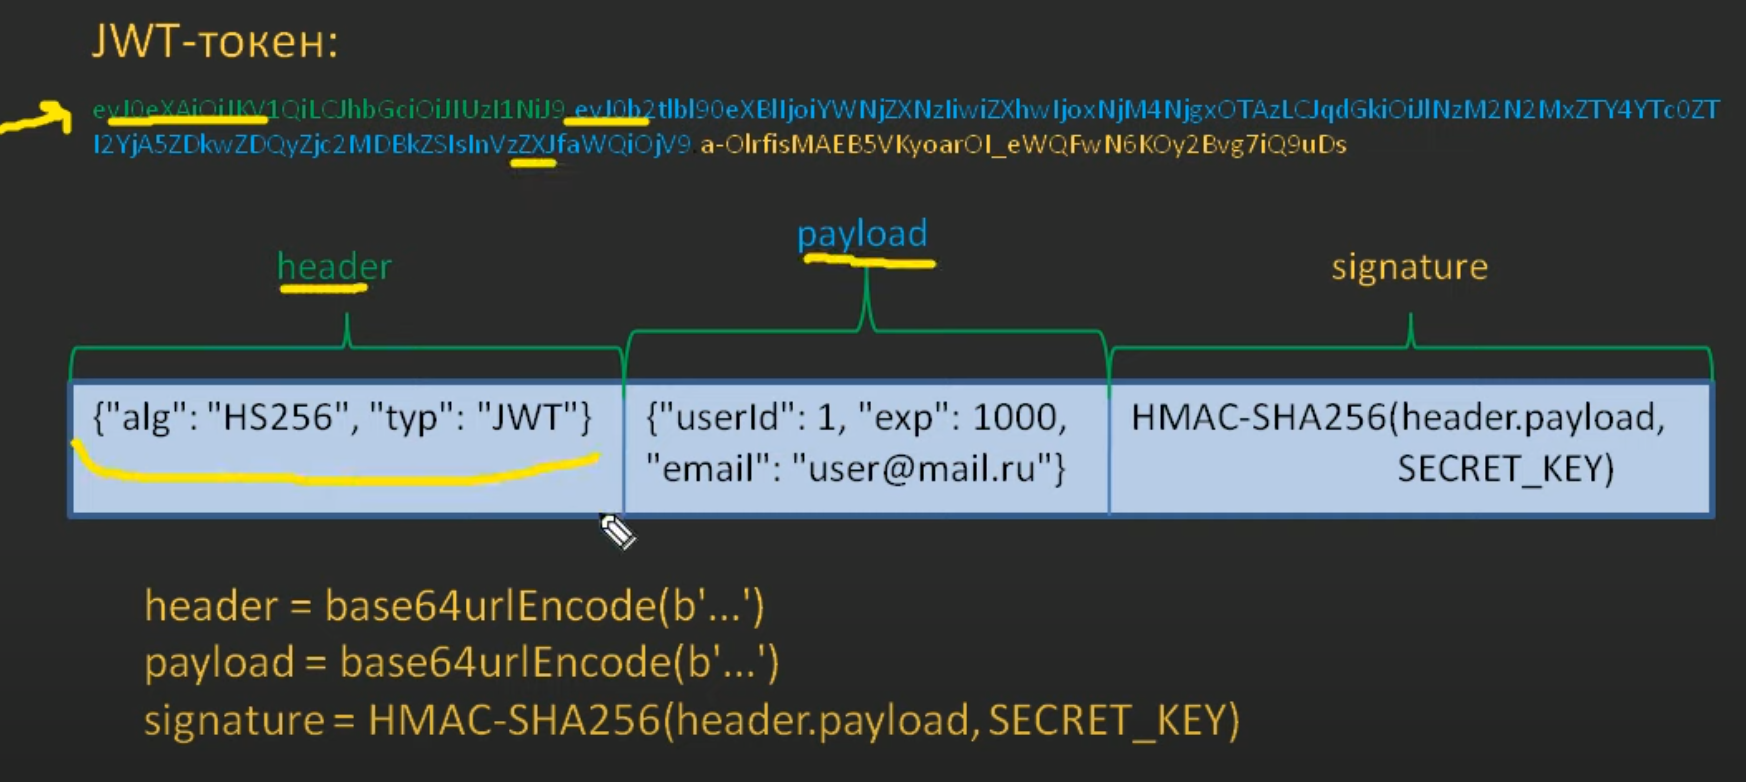 JWT-токен:
eyJ0eXAiOiJKV1QiLCJhbGciOiJIUzI1NiJ9.eyJ0b2tlbl90eXBlIjoiYWNjZXNzIiwiZXhwIjoxNjM4NjgxOTAzLCJqdGkiOiJlNzM2N2MxZTY4YTc0ZT
I2YjA5ZDkwZDQyZjc2MDBkZSIsInVzZXJfaWQiOjV9.a-OlrfisMAEB5VKyoarOI_eWQFwN6KOy2Bvg7iQ9uDs
header
payload
signature
{"alg": "HS256", "typ": "JWT"}
{"userId": 1, "exp": 1000,
"email": "user@mail.ru"}
HMAC-SHA256(header.payload,
SECRET_KEY)
header = base64urlEncode(b'...')
payload = base64urlEncode(b'...')
signature = HMAC-SHA256(header.payload, SECRET_KEY)